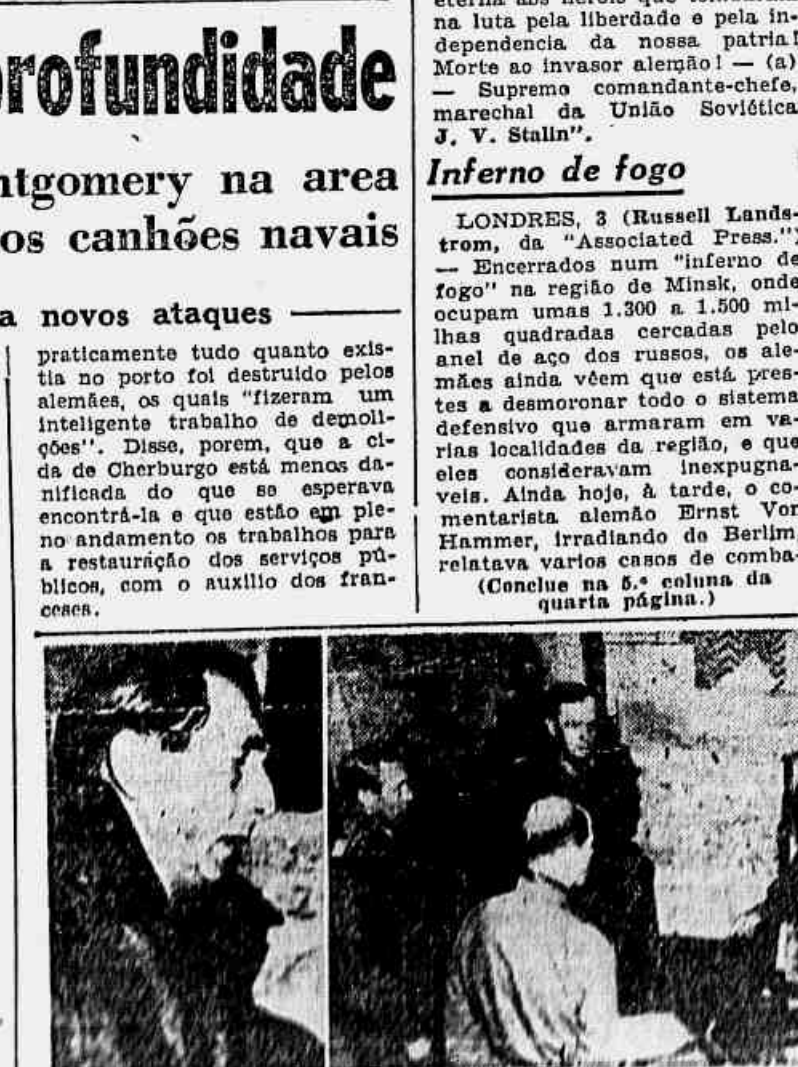 profundidade
ntgomery na area
os canhões navais
a novos ataques
praticamente tudo quanto exis-
tia no porto foi destruido pelos
alemães, os quais "fizeram um
inteligente trabalho de demoli-
ções". Disse, porem, que a ci-
da de Cherburgo está menos da-
nificada do que se esperava
encontrá-la e que estão em ple-
no andamento os trabalhos para
a restauração dos serviços pú-
blicos, com o auxilio dos fran-
ceses.
na luta pela liberdade e pela in-
dependencia da nossa patria!
Morte ao invasor alemão! — (a)
— Supremo comandante-chefe,
marechal da União Soviética
J. V. Stalin".
Inferno de fogo
LONDRES, 3 (Russell Lands-
trom, da "Associated Press.")
— Encerrados num "inferno de
fogo" na região de Minsk, onde
ocupam umas 1.300 a 1.500 mi-
lhas quadradas cercadas pelo
anel de aço dos russos, os ale-
mães ainda vêem que está pres-
tes a desmoronar todo o sistema
defensivo que armaram em va-
rias localidades da região, e que
eles consideravam inexpugna-
veis. Ainda hoje, à tarde, o co-
mentarista alemão Ernst Von
Hammer, irradiando de Berlim,
relatava varios casos de comba-
(Conclue na 5.ª coluna da
quarta página.)